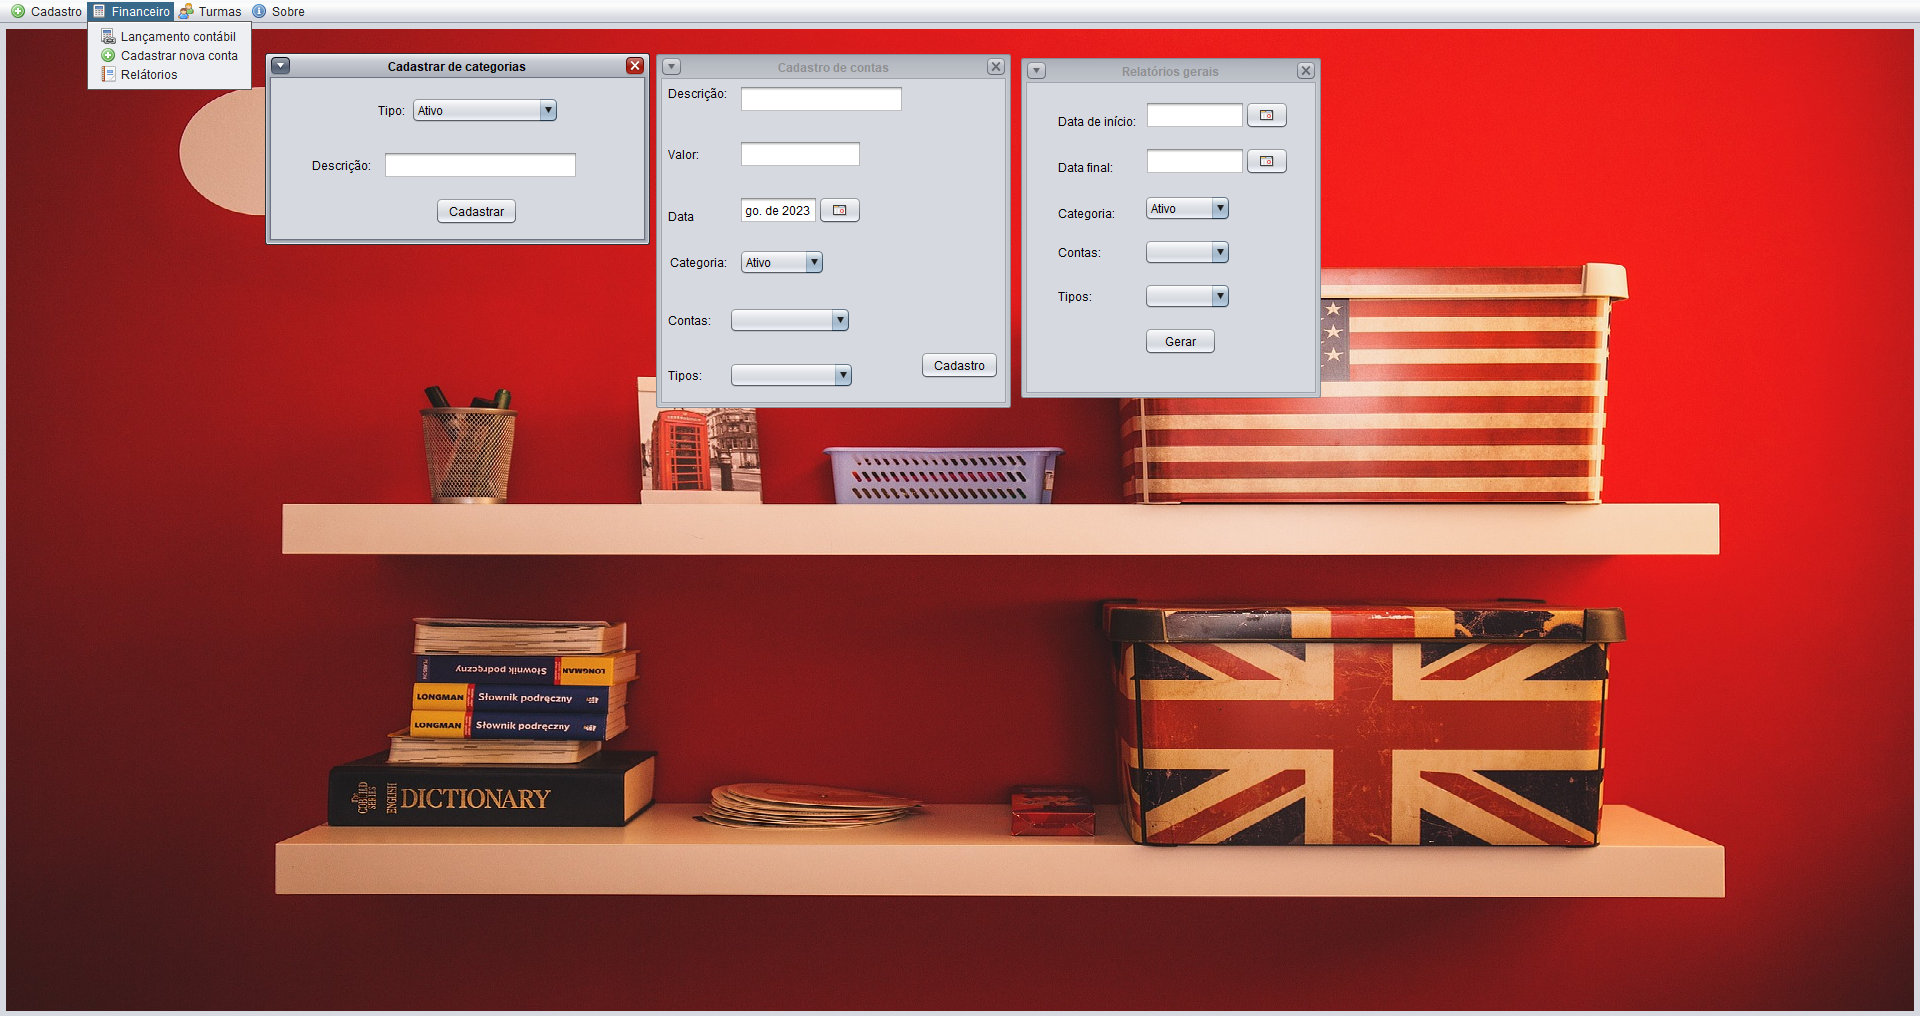 Cadastro Financeiro Turmas Sobre
Lançamento contábil
Cadastrar nova conta
Relátorios
Cadastrar de categorias
Tipo: Ativo
Descrição:
Cadastrar
Cadastro de contas
Descrição:
Valor:
Data go. de 2023
Categoria: Ativo
Contas:
Tipos:
Cadastro
Relatórios gerais
Data de início:
Data final:
Categoria: Ativo
Contas:
Tipos:
Gerar
LONGMAN Słownik podręczny
LONGMAN Słownik podręczny
LONGMAN Słownik podręczny
ENGLISH DICTIONARY